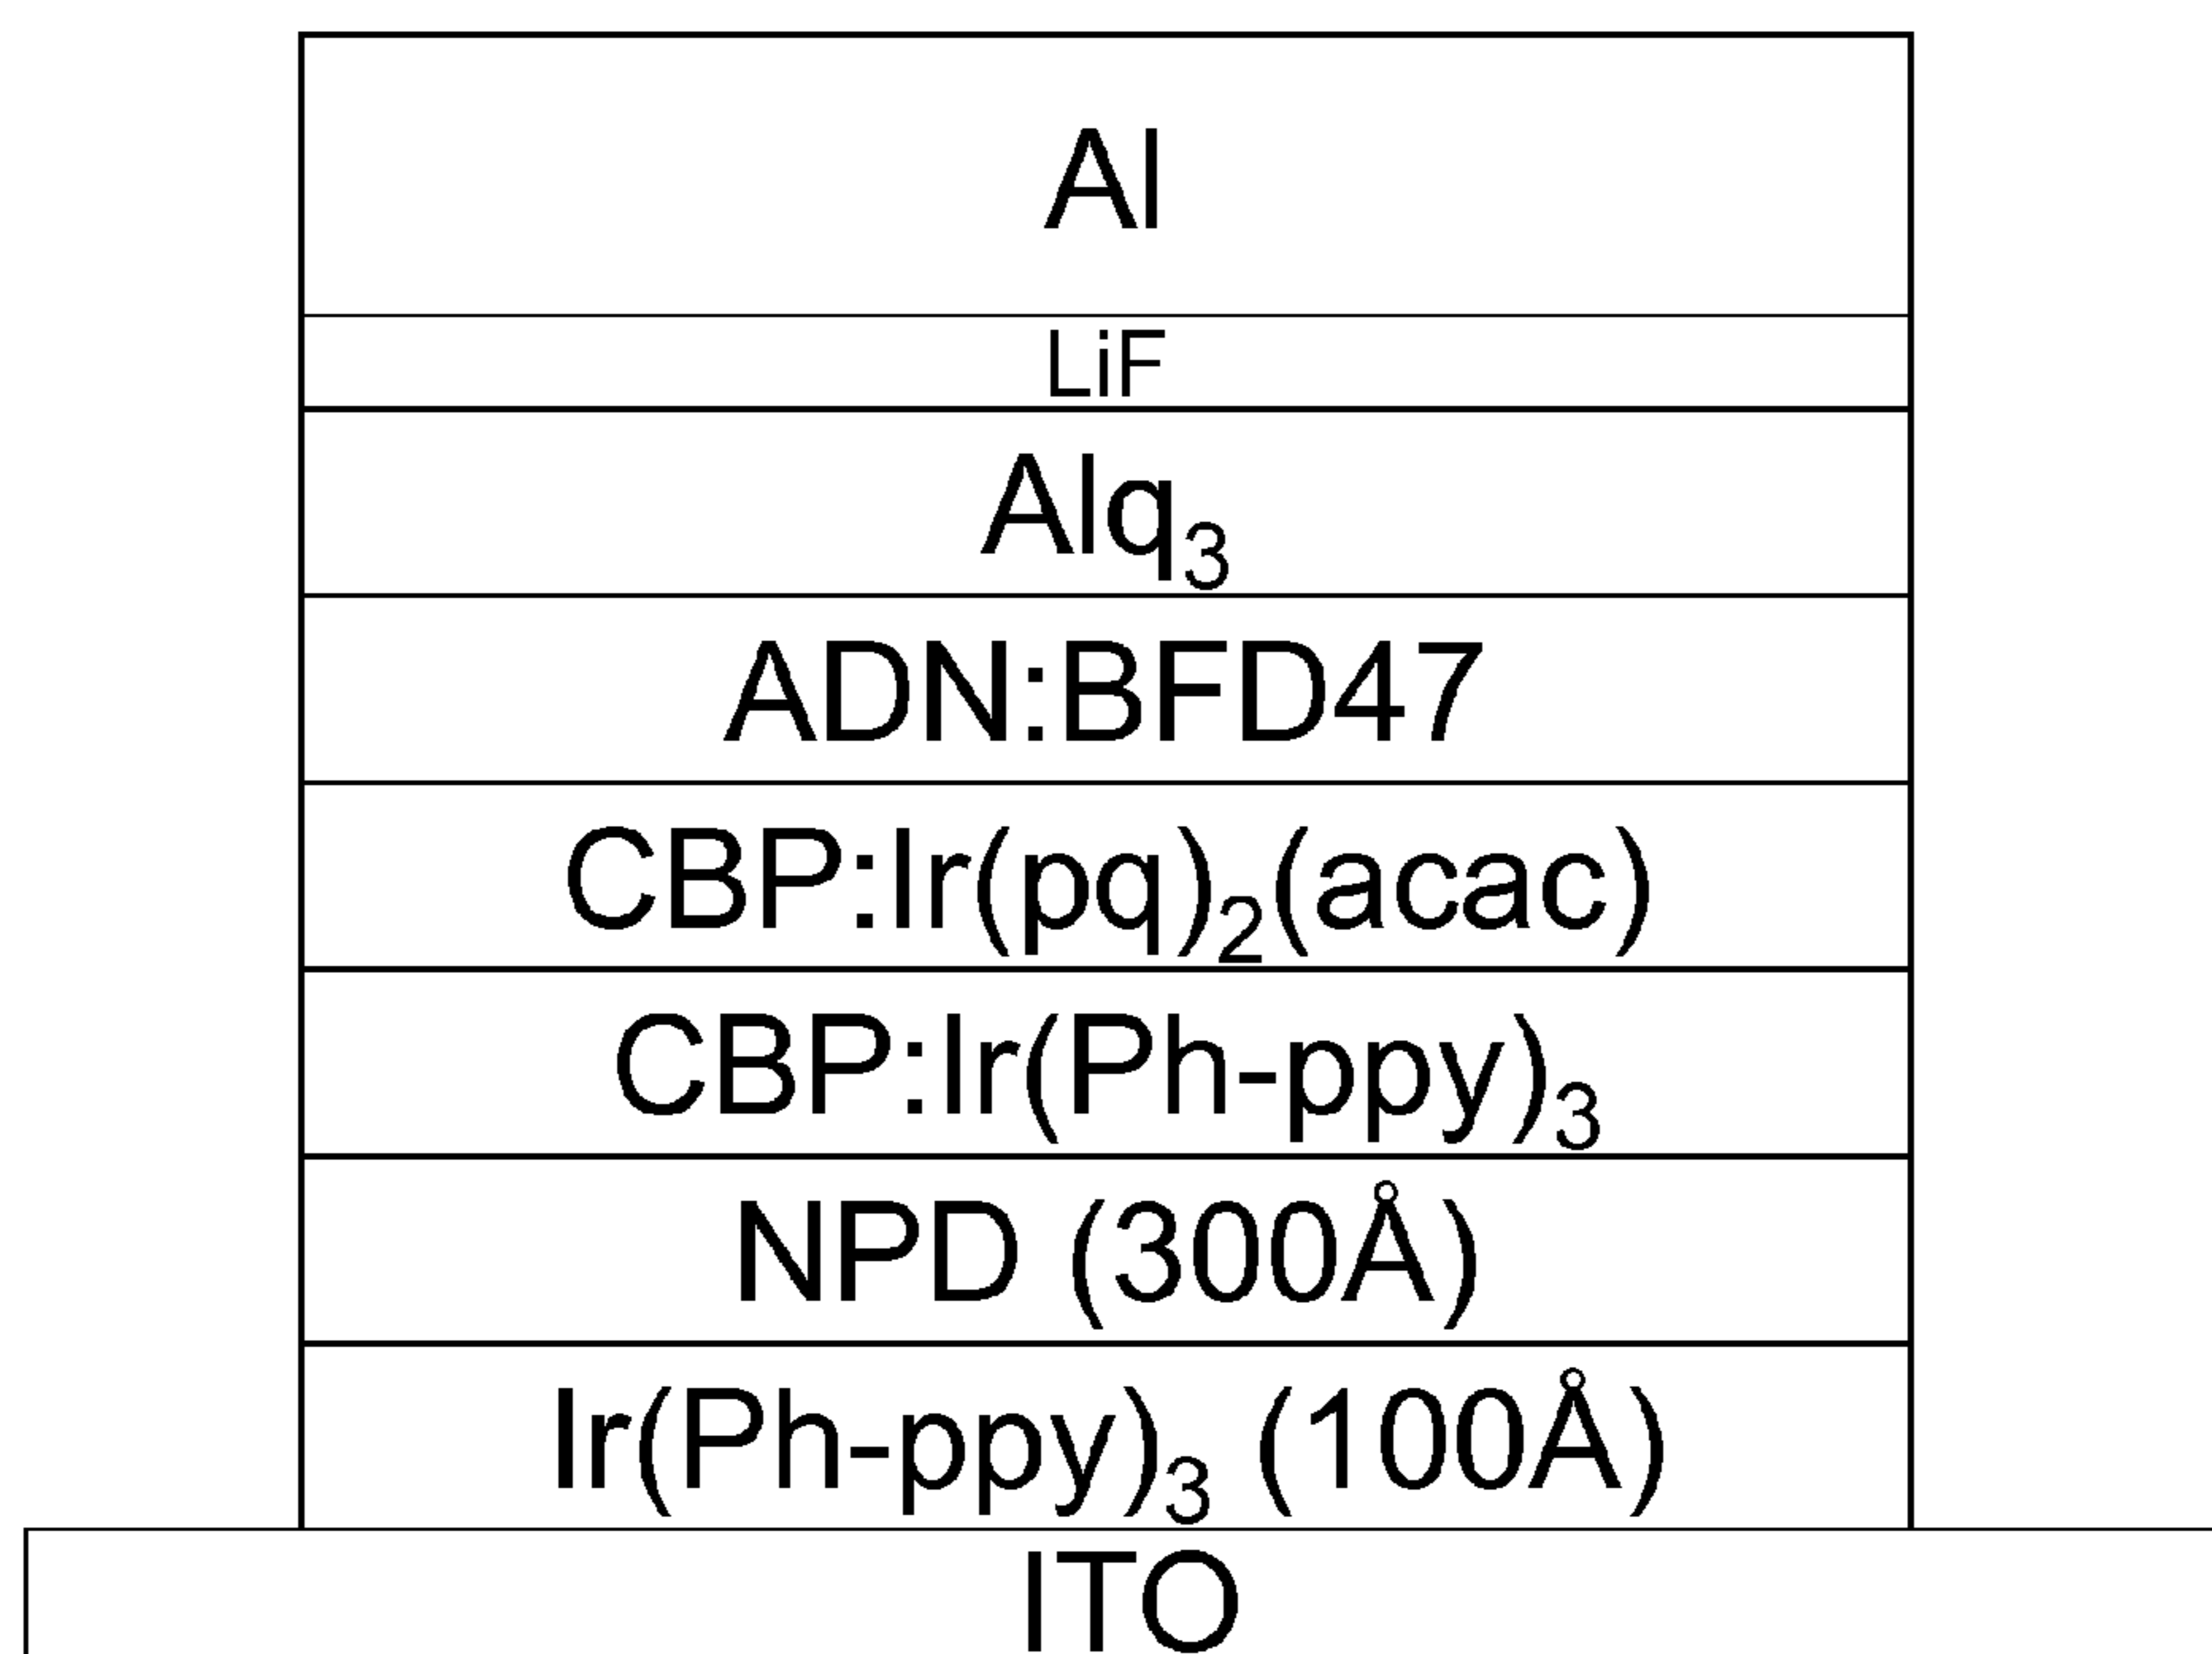 Al
LiF
Alq₃
ADN:BFD47
CBP:Ir(pq)₂(acac)
CBP:Ir(Ph-ppy)₃
NPD (300Å)
Ir(Ph-ppy)₃ (100Å)
ITO